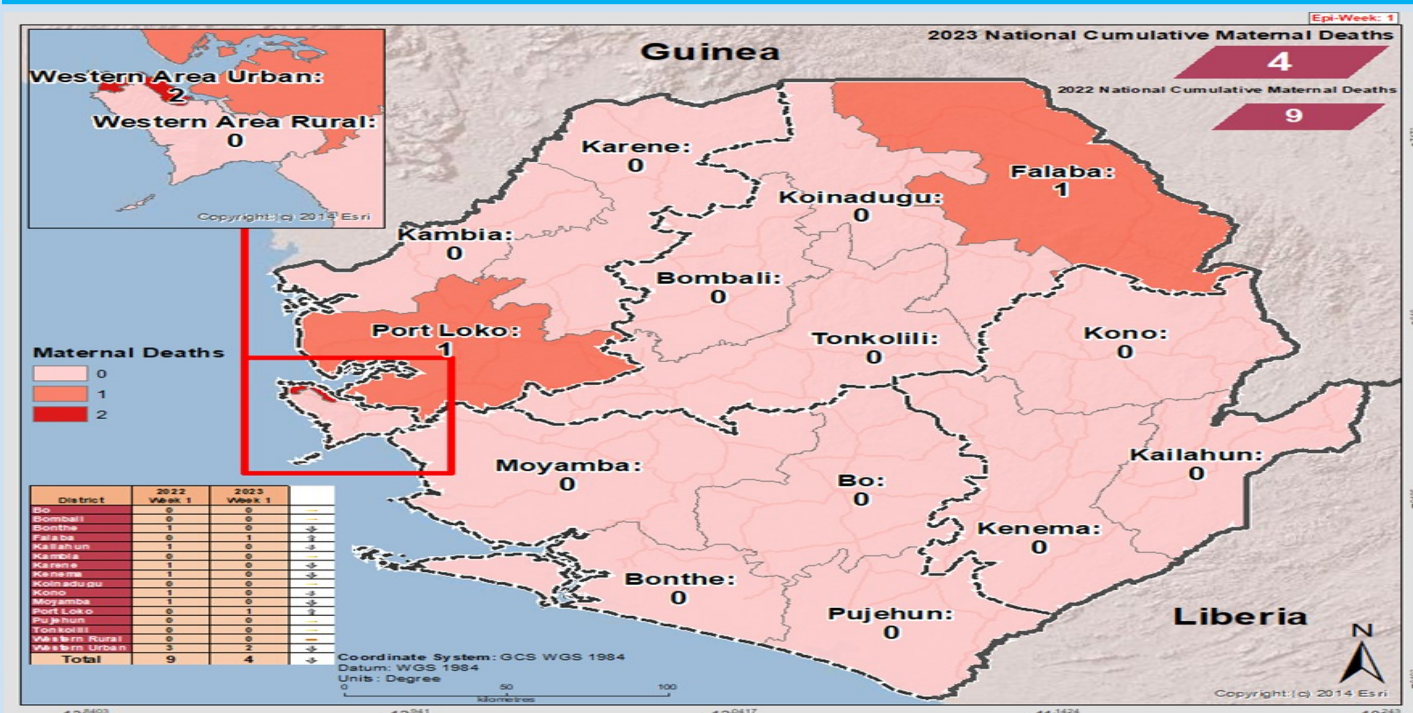 Epi-Week: 1
2023 National Cumulative Maternal Deaths
4
2022 National Cumulative Maternal Deaths
9
Guinea
Western Area Urban:
2
Western Area Rural:
0
Copyright:(c) 2014 Esri
Karene:
0
Falaba:
1
Koinadugu:
0
Kambia:
0
Bombali:
0
Port Loko:
1
Tonkolili:
0
Kono:
0
Maternal Deaths
0
1
2
Moyamba:
0
Bo:
0
Kailahun:
0
Kenema:
0
Bonthe:
0
Pujehun:
0
Liberia
N
District 2022 Week 1 2023 Week 1
Bo 0 0
Bombali 0 0
Bonthe 1 0
Falaba 0 1
Kailahun 1 0
Kambia 0 0
Karene 1 0
Kenema 1 0
Koinadugu 0 0
Kono 1 0
Moyamba 1 0
Port Loko 0 1
Pujehun 0 0
Tonkolili 0 0
Western Rural 0 0
Western Urban 3 2
Total 9 4
Coordinate System: GCS WGS 1984
Datum: WGS 1984
Units: Degree
0 50 100
kilometres
Copyright:(c) 2014 Esri